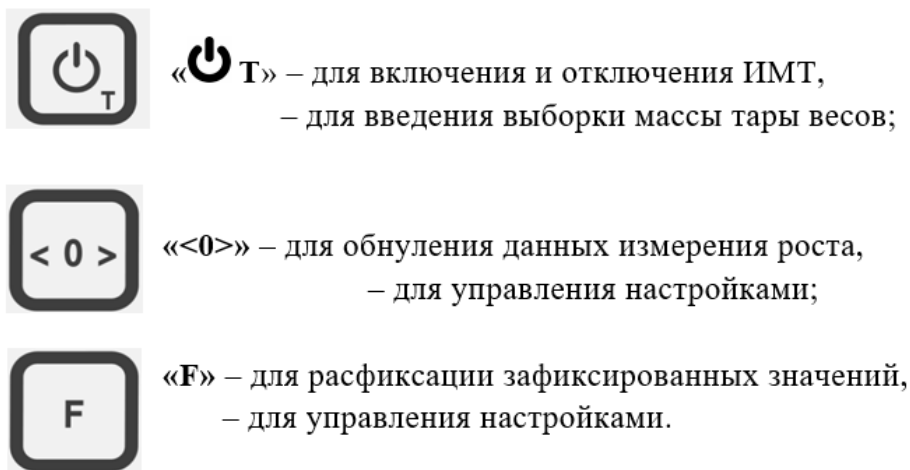 T «⏻ T» – для включения и отключения ИМТ,
– для введения выборки массы тары весов;
< 0 > «<0>» – для обнуления данных измерения роста,
– для управления настройками;
F «F» – для расфиксации зафиксированных значений,
– для управления настройками.